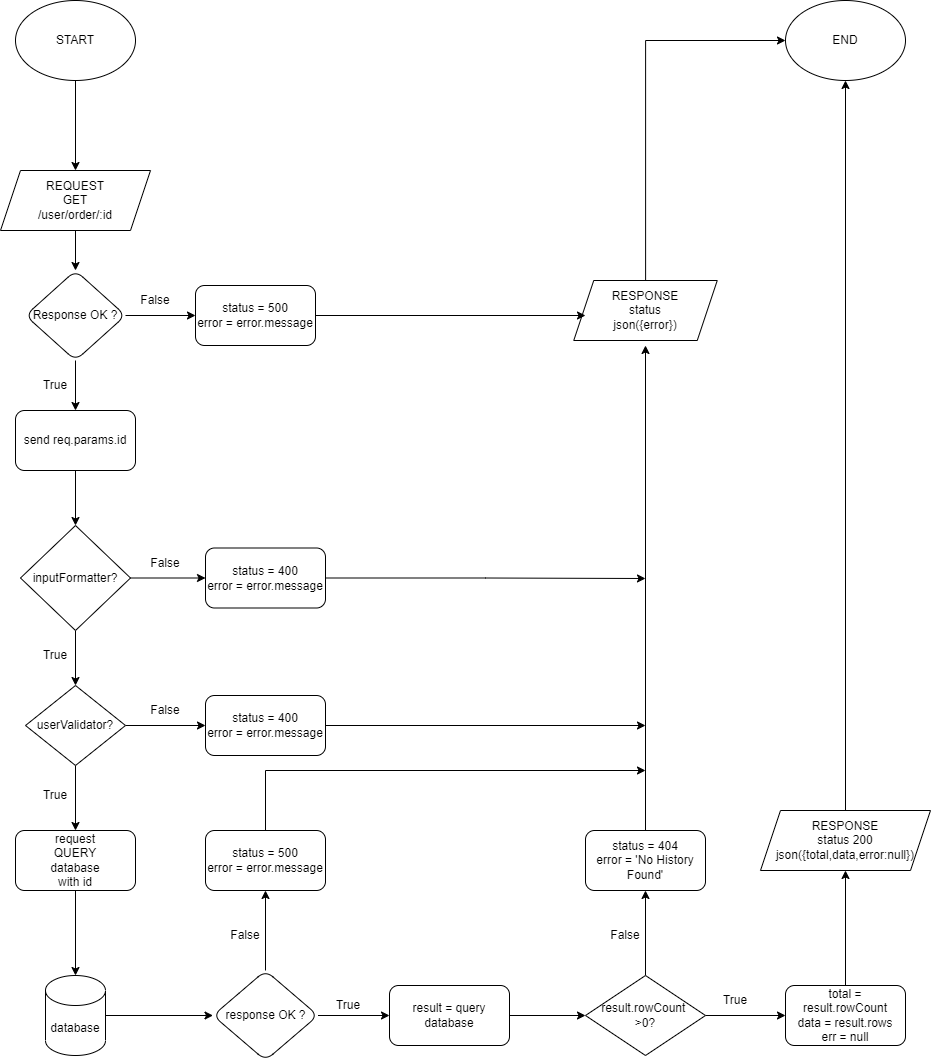 START
END
REQUEST
GET
/user/order/:id
Response OK ?
False
status = 500
error = error.message
RESPONSE
status
json({error})
True
send req.params.id
inputFormatter?
False
status = 400
error = error.message
True
userValidator?
False
status = 400
error = error.message
True
request
QUERY
database
with id
status = 500
error = error.message
status = 404
error = 'No History
Found'
RESPONSE
status 200
json({total,data,error:null})
False
False
database
response OK ?
True
result = query
database
result.rowCount
>0?
True
total =
result.rowCount
data = result.rows
err = null